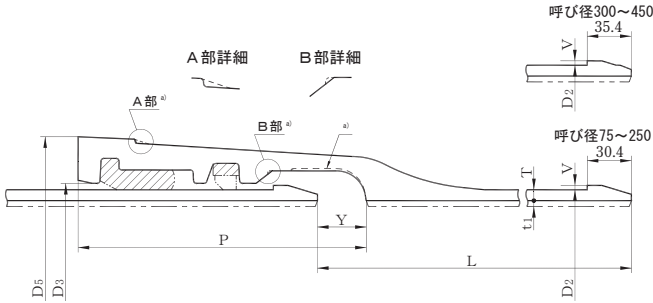 呼び径300～450
35.4
V
D2
A部詳細
B部詳細
A部 a)
B部 a)
a)
呼び径75～250
30.4
T
V
Y
P
t1
L
D5
D3
D2